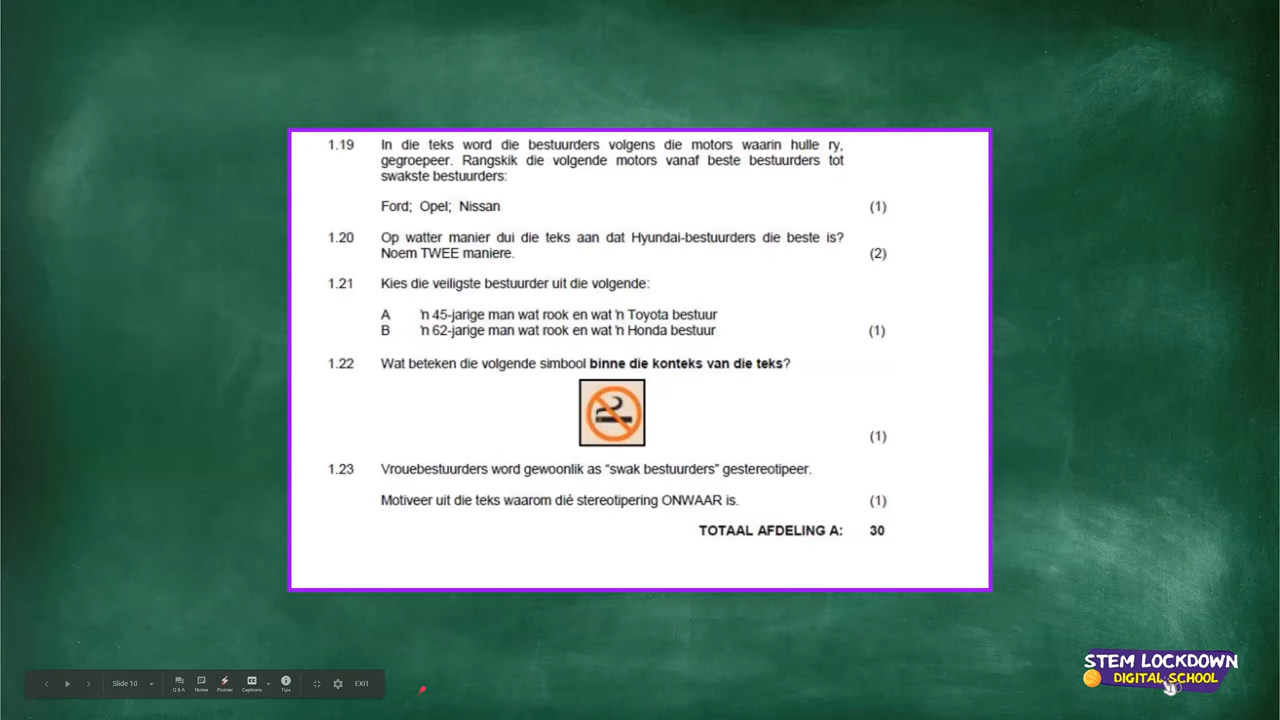 1.19 In die teks word die bestuurders volgens die motors waarin hulle ry,
gegroepeer. Rangskik die volgende motors vanaf beste bestuurders tot
swakste bestuurders:
Ford; Opel; Nissan (1)
1.20 Op watter manier dui die teks aan dat Hyundai-bestuurders die beste is?
Noem TWEE maniere. (2)
1.21 Kies die veiligste bestuurder uit die volgende:
A 'n 45-jarige man wat rook en wat 'n Toyota bestuur
B 'n 62-jarige man wat rook en wat 'n Honda bestuur (1)
1.22 Wat beteken die volgende simbool binne die konteks van die teks?
(1)
1.23 Vrouebestuurders word gewoonlik as “swak bestuurders” gestereotipeer.
Motiveer uit die teks waarom dié stereotipering ONWAAR is. (1)
TOTAAL AFDELING A: 30
STEM LOCKDOWN
DIGITAL SCHOOL
Slide 10
Q & A Notes Pointer Captions Tips EXIT